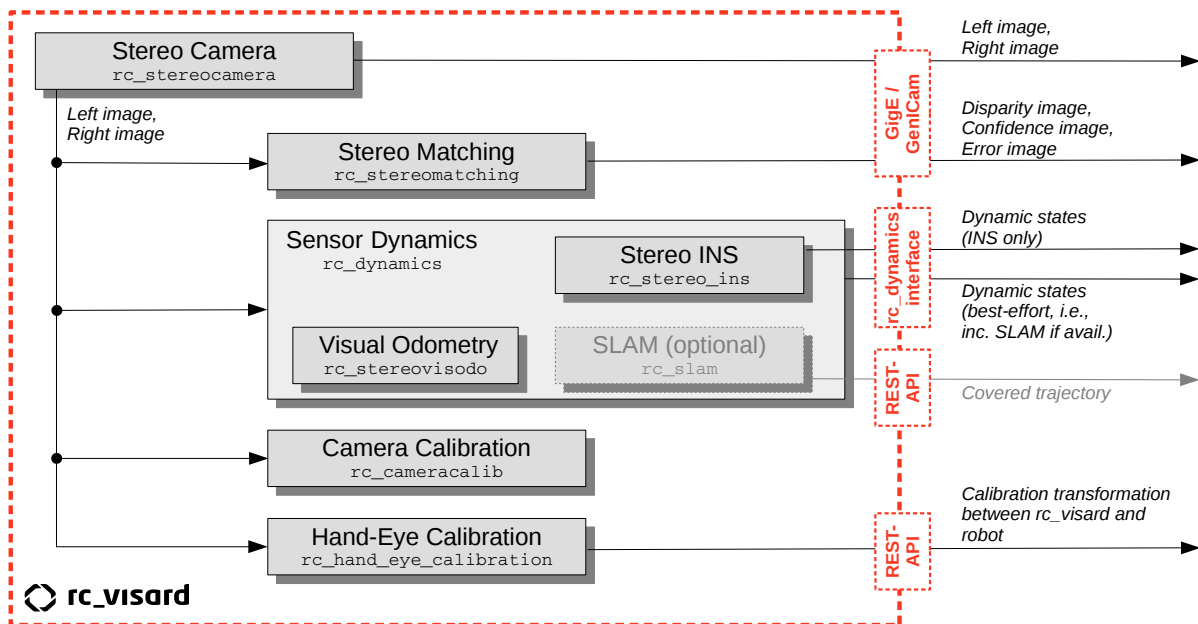 Stereo Camera
rc_stereocamera
Left image,
Right image
Left image,
Right image
GigE /
GenICam
Disparity image,
Confidence image,
Error image
Stereo Matching
rc_stereomatching
Sensor Dynamics
rc_dynamics
Stereo INS
rc_stereo_ins
Visual Odometry
rc_stereovisodo
SLAM (optional)
rc_slam
rc_dynamics
interface
Dynamic states
(INS only)
Dynamic states
(best-effort, i.e.,
inc. SLAM if avail.)
REST-
API
Covered trajectory
Camera Calibration
rc_cameracalib
Hand-Eye Calibration
rc_hand_eye_calibration
REST-
API
Calibration transformation
between rc_visard and
robot
rc_visard